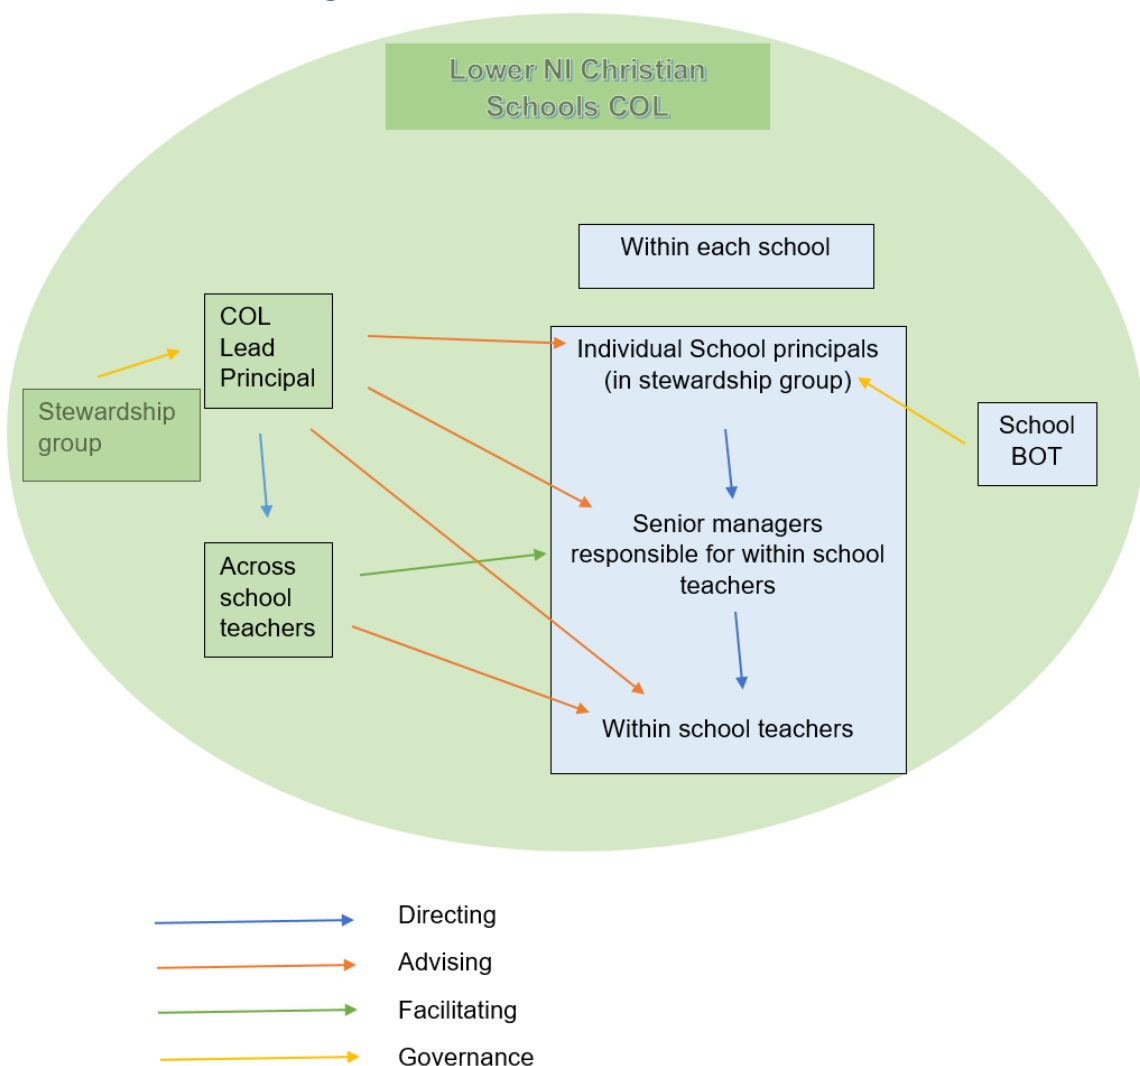 Lower NI Christian
Schools COL
Within each school
COL
Lead
Principal
Individual School principals
(in stewardship group)
Stewardship
group
School
BOT
Senior managers
responsible for within school
teachers
Across
school
teachers
Within school teachers
Directing
Advising
Facilitating
Governance